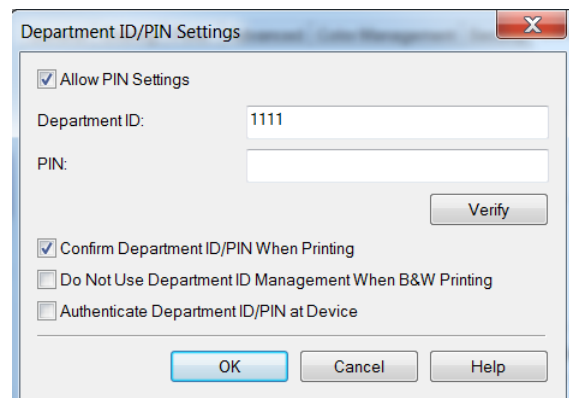 Department ID/PIN Settings
Allow PIN Settings
Department ID: 1111
PIN:
Verify
Confirm Department ID/PIN When Printing
Do Not Use Department ID Management When B&W Printing
Authenticate Department ID/PIN at Device
OK Cancel Help